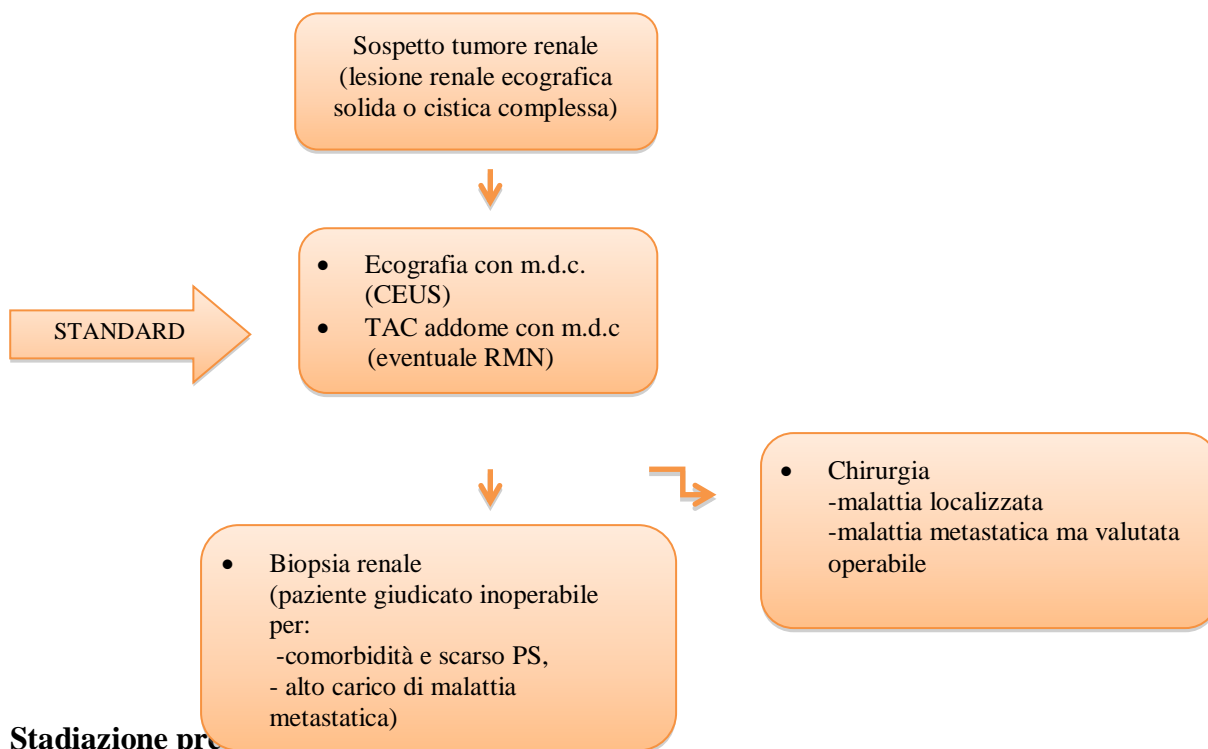 Sospetto tumore renale
(lesione renale ecografica
solida o cistica complessa)
• Ecografia con m.d.c.
(CEUS)
• TAC addome con m.d.c
(eventuale RMN)
STANDARD
• Chirurgia
-malattia localizzata
-malattia metastatica ma valutata
operabile
• Biopsia renale
(paziente giudicato inoperabile
per:
-comorbidità e scarso PS,
- alto carico di malattia
metastatica)
Stadiazione